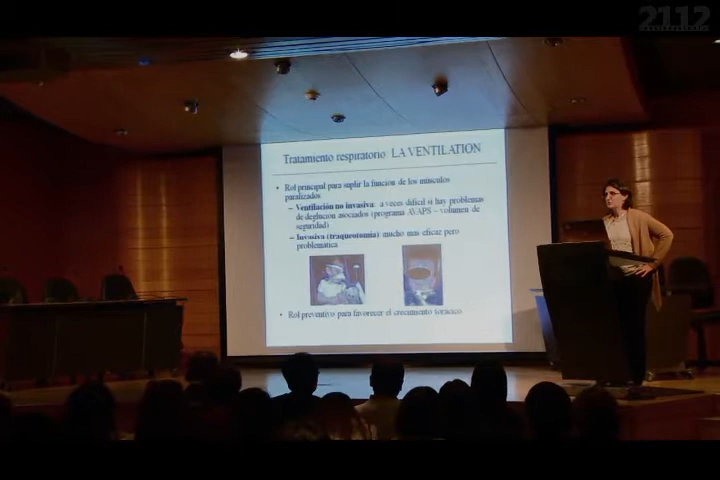 2112
Tratamiento respiratorio: LA VENTILATION
• Rol principal para suplir la función de los músculos
paralizados
– Ventilación no invasiva: a veces difícil si hay problemas
de deglución asociados (programa AVAPS – volumen de
seguridad)
– Invasiva (traqueotomía): mucho mas eficaz pero
problemática
• Rol preventivo para favorecer el crecimiento torácico